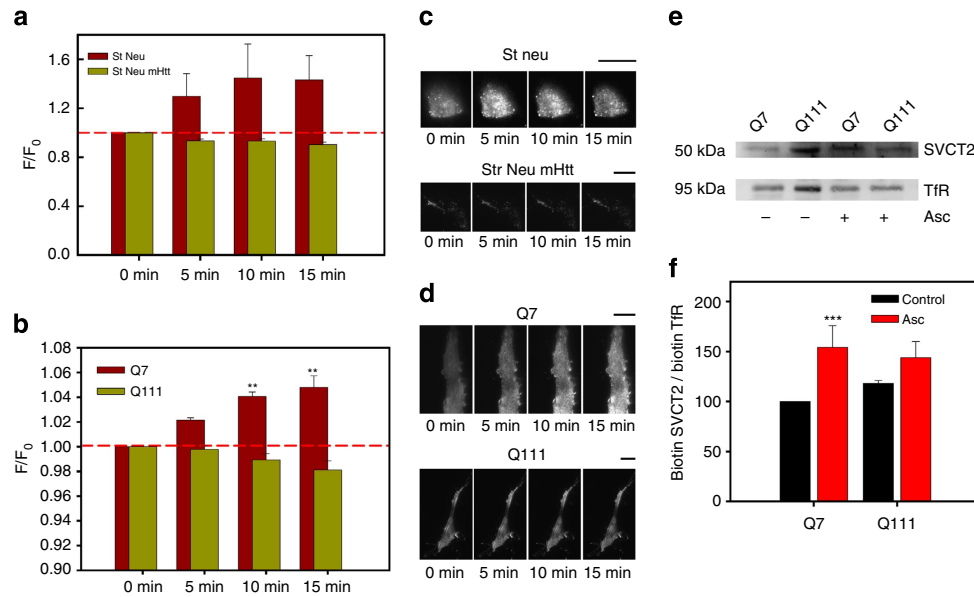 a
F/F0
1.6
1.2
0.8
0.4
0.0
St Neu
St Neu mHtt
0 min 5 min 10 min 15 min
b
F/F0
1.08
1.06
1.04
1.02
1.00
0.98
0.96
0.94
0.92
0.90
Q7
Q111
** **
0 min 5 min 10 min 15 min
c
St neu
0 min 5 min 10 min 15 min
Str Neu mHtt
0 min 5 min 10 min 15 min
d
Q7
0 min 5 min 10 min 15 min
Q111
0 min 5 min 10 min 15 min
e
Q7 Q111 Q7 Q111
50 kDa SVCT2
95 kDa TfR
– – + + Asc
f
Biotin SVCT2 / biotin TfR
200
150
100
50
0
Control
Asc
***
Q7 Q111